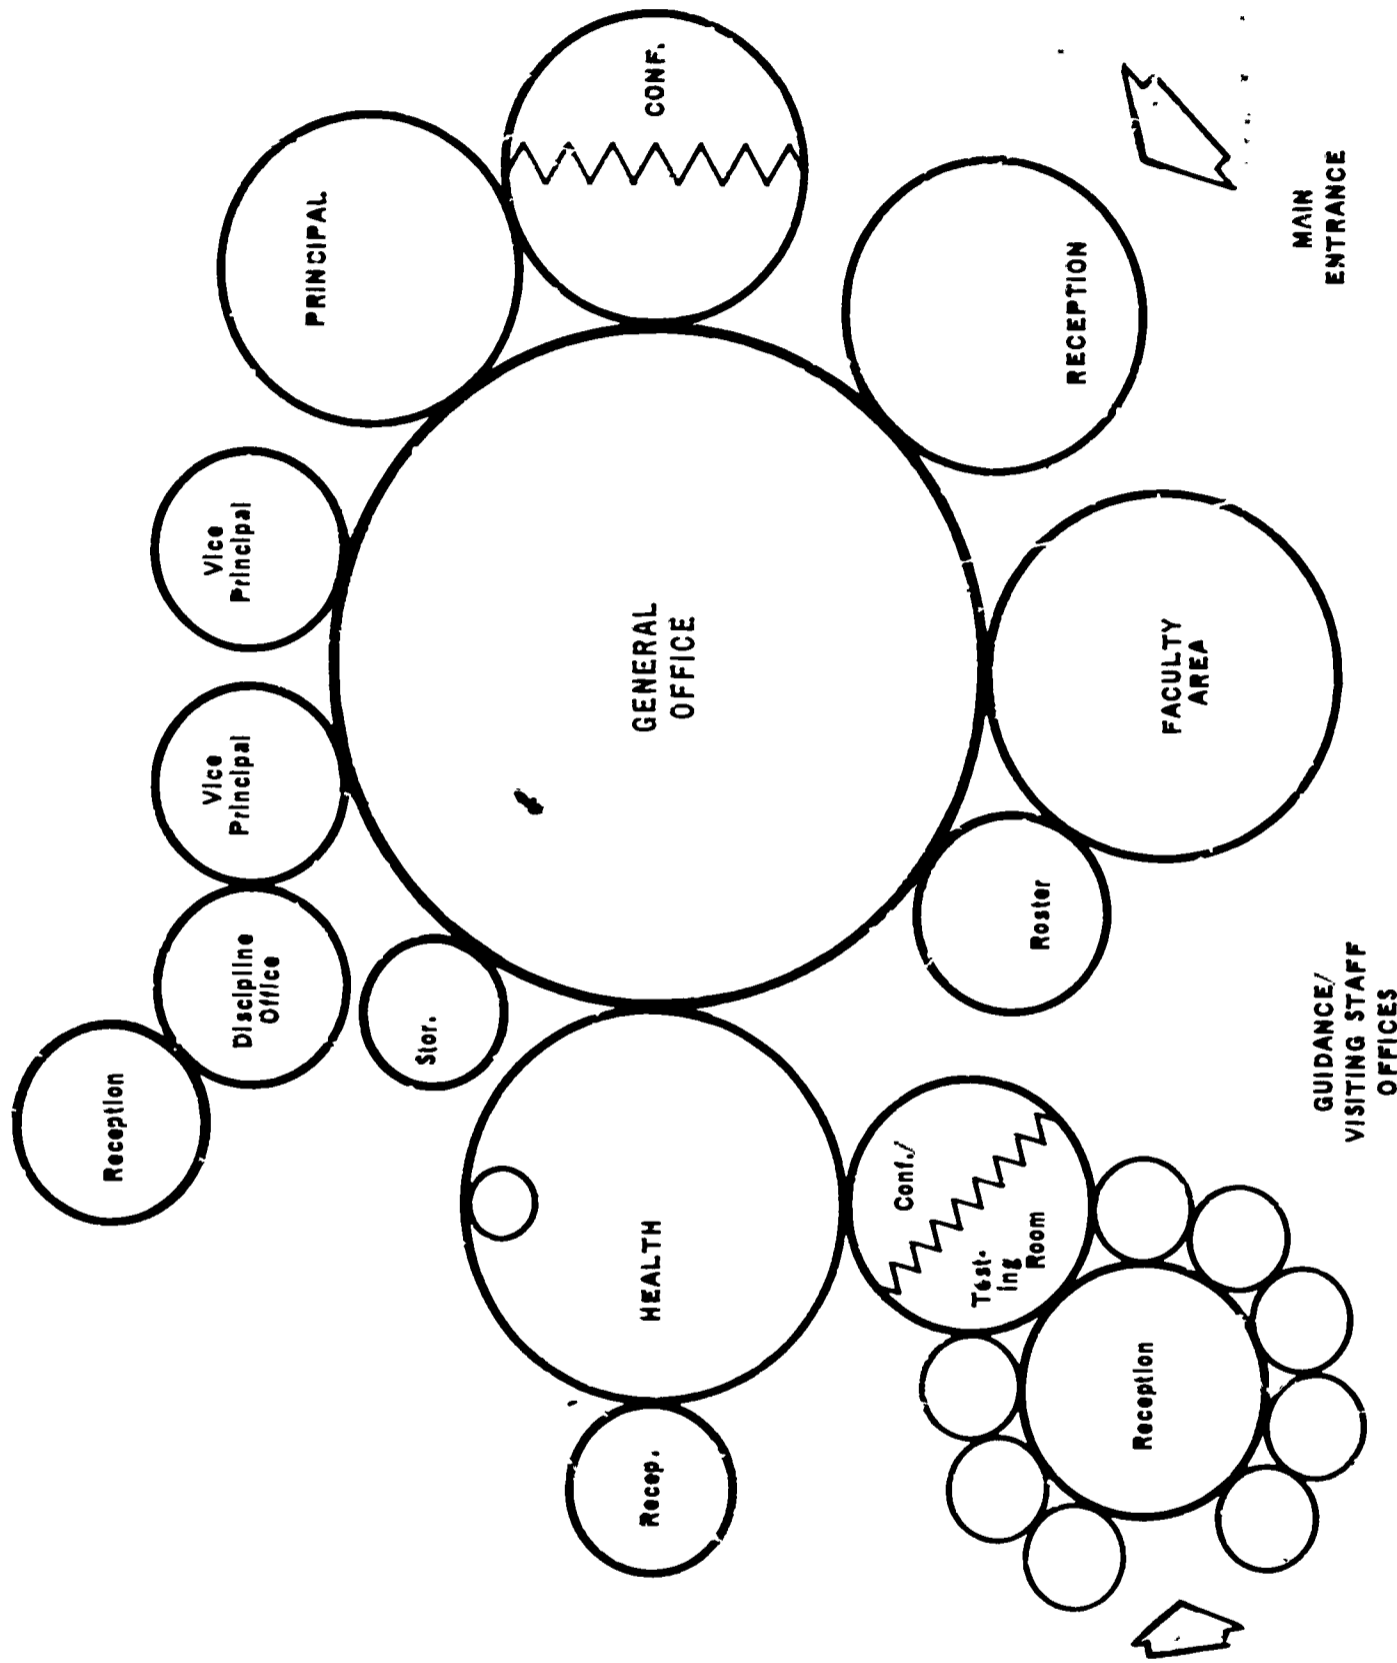 Reception
Discipline
Office
Vice
Principal
Vice
Principal
PRINCIPAL
CONF.
Stor.
GENERAL
OFFICE
HEALTH
Recep.
RECEPTION
MAIN
ENTRANCE
FACULTY
AREA
Roster
Conf./
Test-
ing
Room
Reception
GUIDANCE/
VISITING STAFF
OFFICES